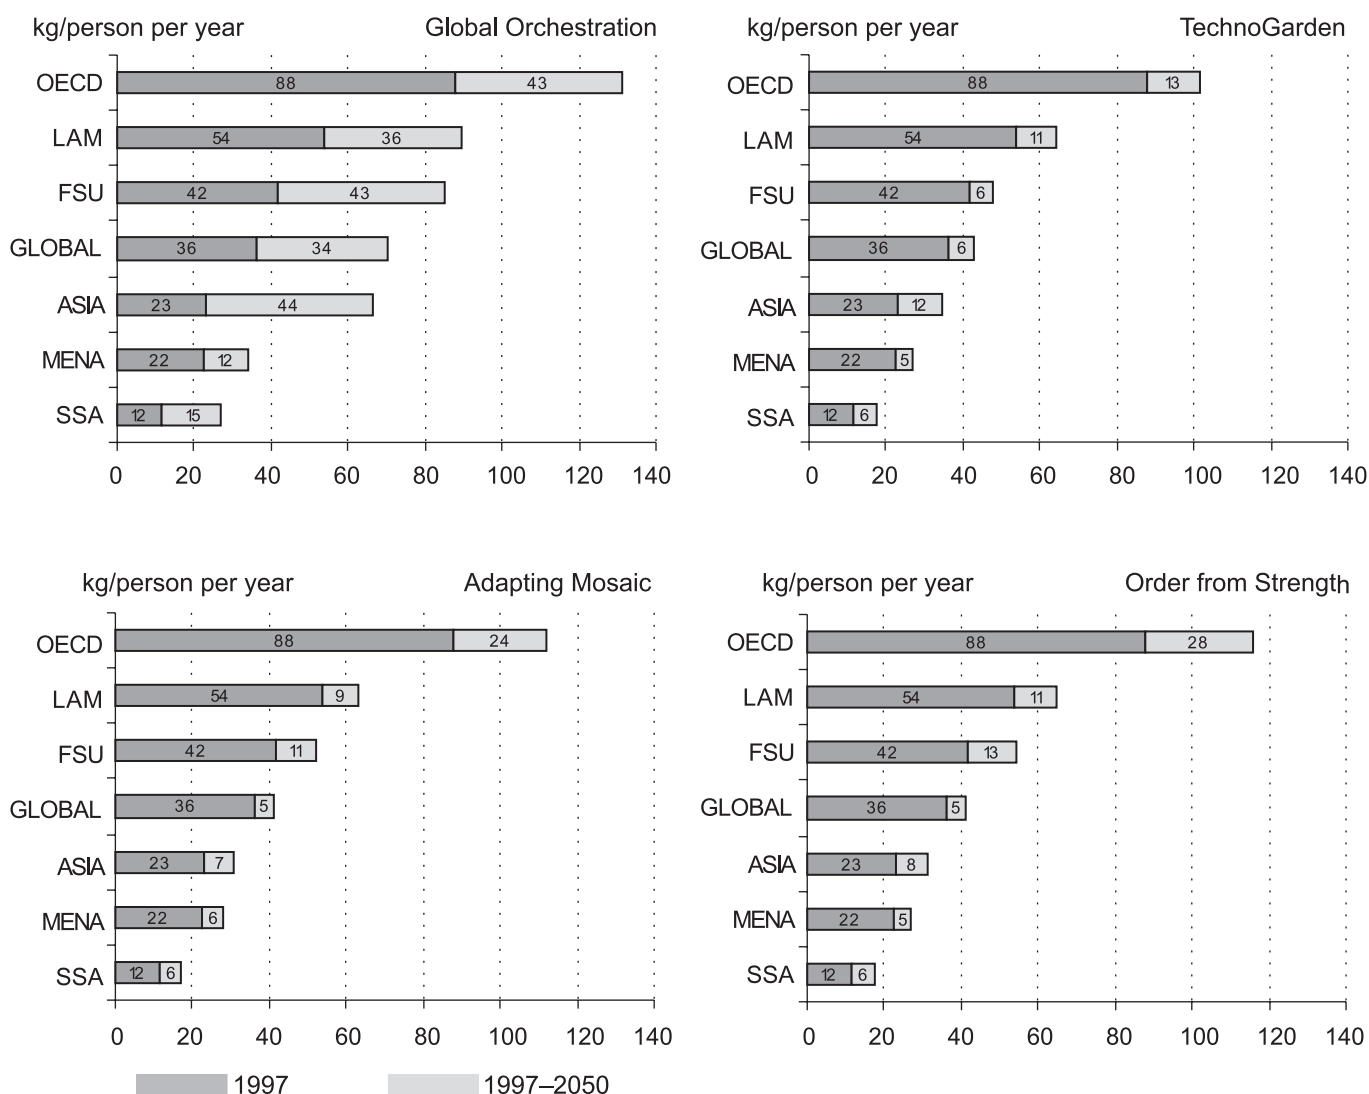 kg/person per year Global Orchestration
OECD 88 43
LAM 54 36
FSU 42 43
GLOBAL 36 34
ASIA 23 44
MENA 22 12
SSA 12 15
0 20 40 60 80 100 120 140
kg/person per year TechnoGarden
OECD 88 13
LAM 54 11
FSU 42 6
GLOBAL 36 6
ASIA 23 12
MENA 22 5
SSA 12 6
0 20 40 60 80 100 120 140
kg/person per year Adapting Mosaic
OECD 88 24
LAM 54 9
FSU 42 11
GLOBAL 36 5
ASIA 23 7
MENA 22 6
SSA 12 6
0 20 40 60 80 100 120 140
kg/person per year Order from Strength
OECD 88 28
LAM 54 11
FSU 42 13
GLOBAL 36 5
ASIA 23 8
MENA 22 5
SSA 12 6
0 20 40 60 80 100 120 140
1997 1997–2050